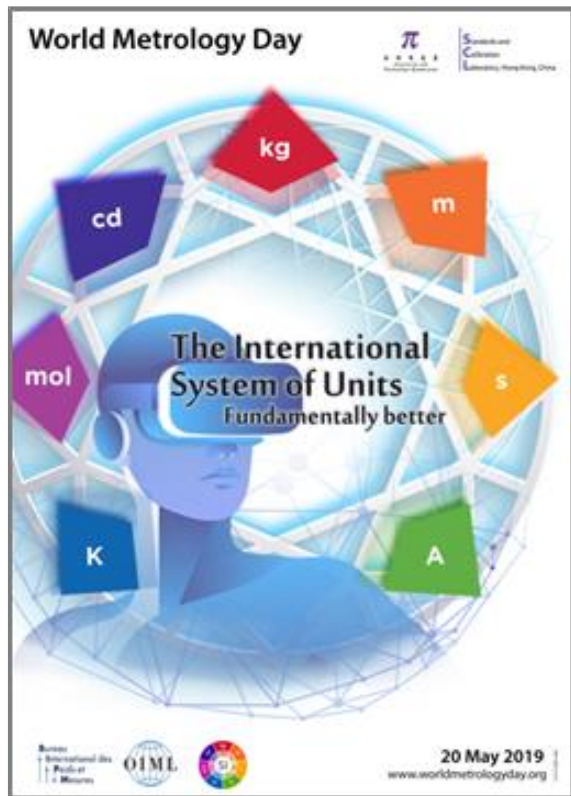 World Metrology Day
π
Standards and
Calibration
Laboratory, Hong Kong, China
kg
cd
m
The International
System of Units
Fundamentally better
mol
s
K
A
Bureau
International des
Poids et
Mesures
OIML
SI
20 May 2019
www.worldmetrologyday.org